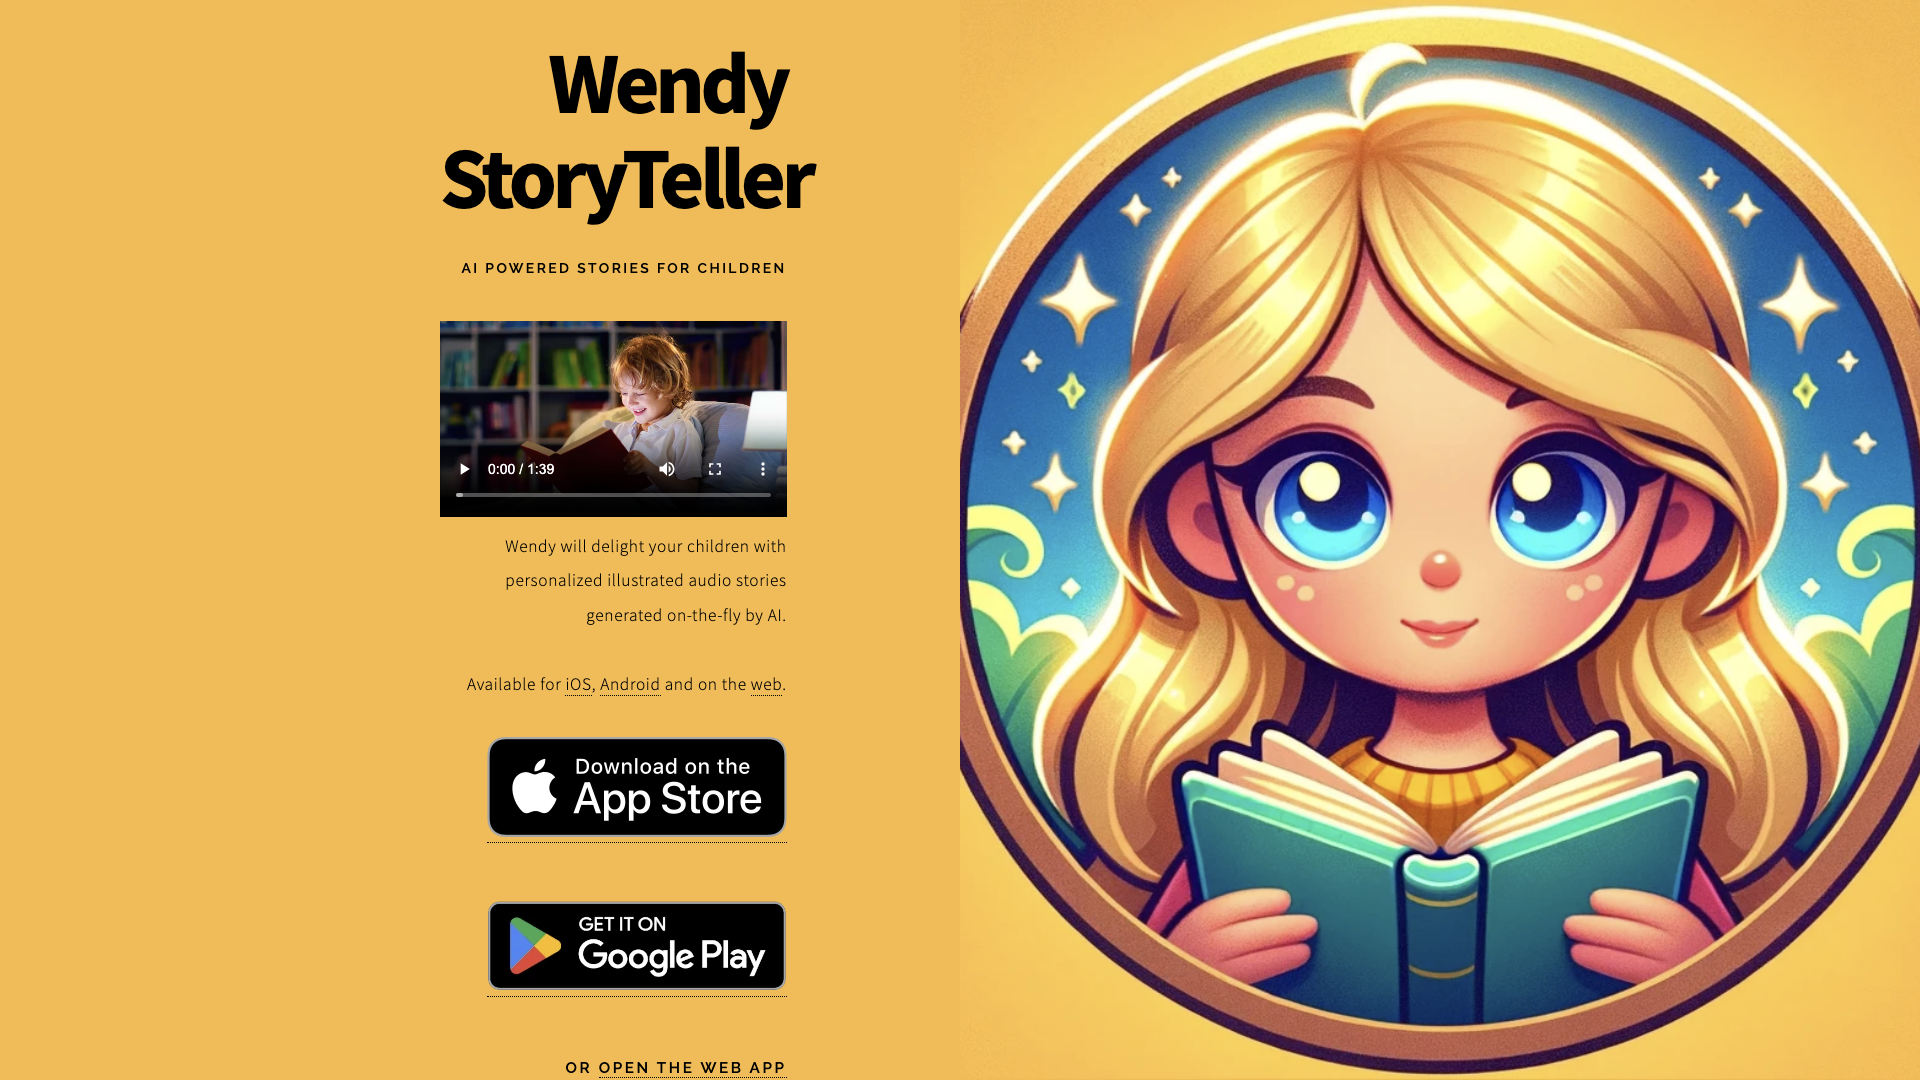 Wendy
StoryTeller
AI POWERED STORIES FOR CHILDREN
0:00 / 1:39
Wendy will delight your children with
personalized illustrated audio stories
generated on-the-fly by AI.
Available for iOS, Android and on the web.
Download on the
App Store
GET IT ON
Google Play
OR OPEN THE WEB APP